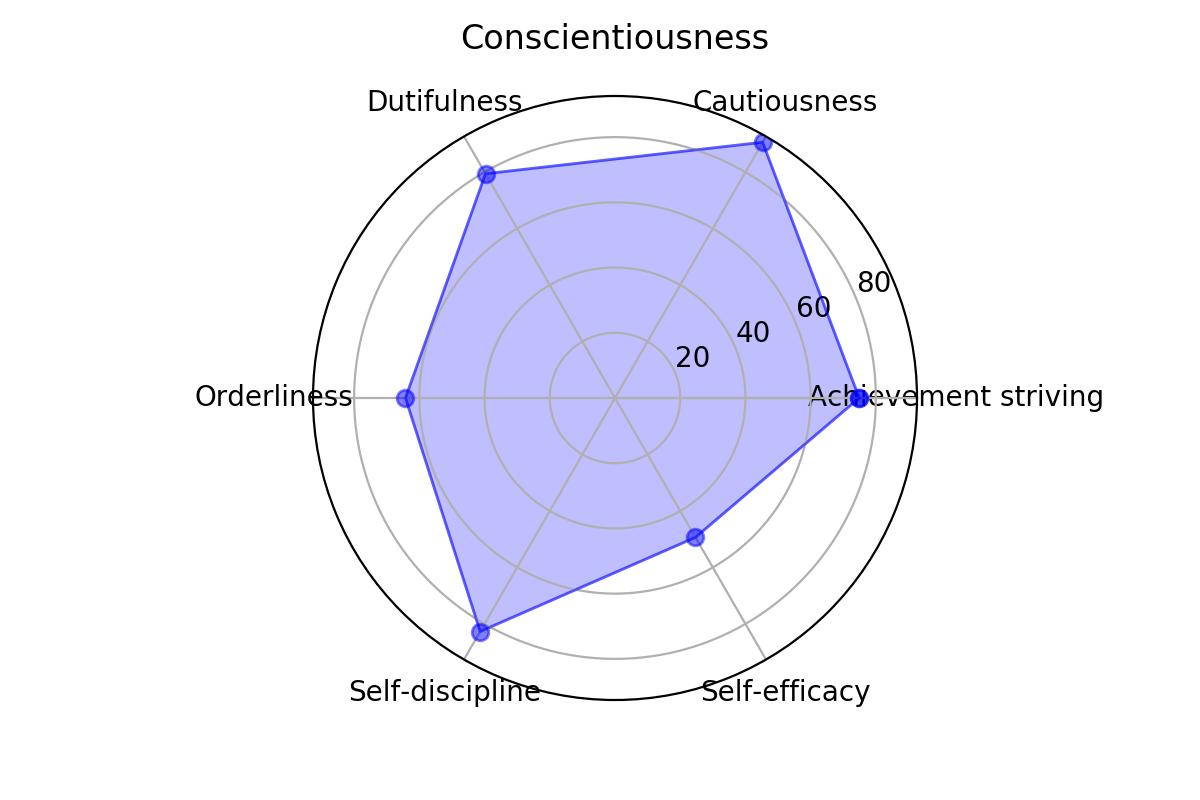 Conscientiousness
Dutifulness
Cautiousness
80
60
40
20
Orderliness
Achievement striving
Self-discipline
Self-efficacy